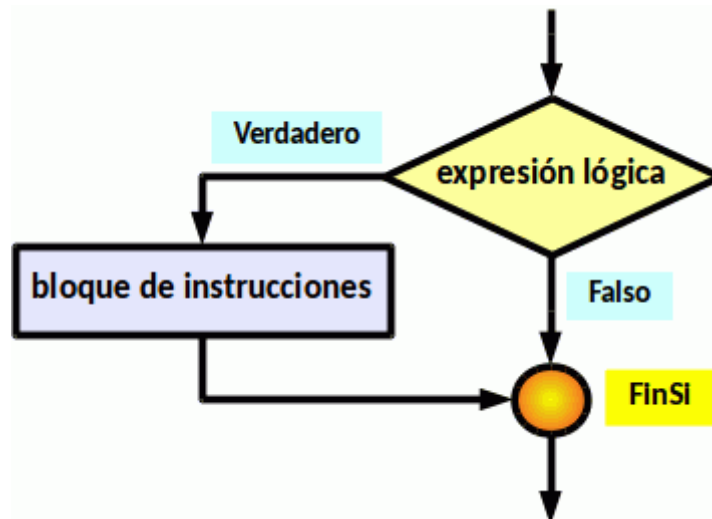 Verdadero
expresión lógica
bloque de instrucciones
Falso
FinSi